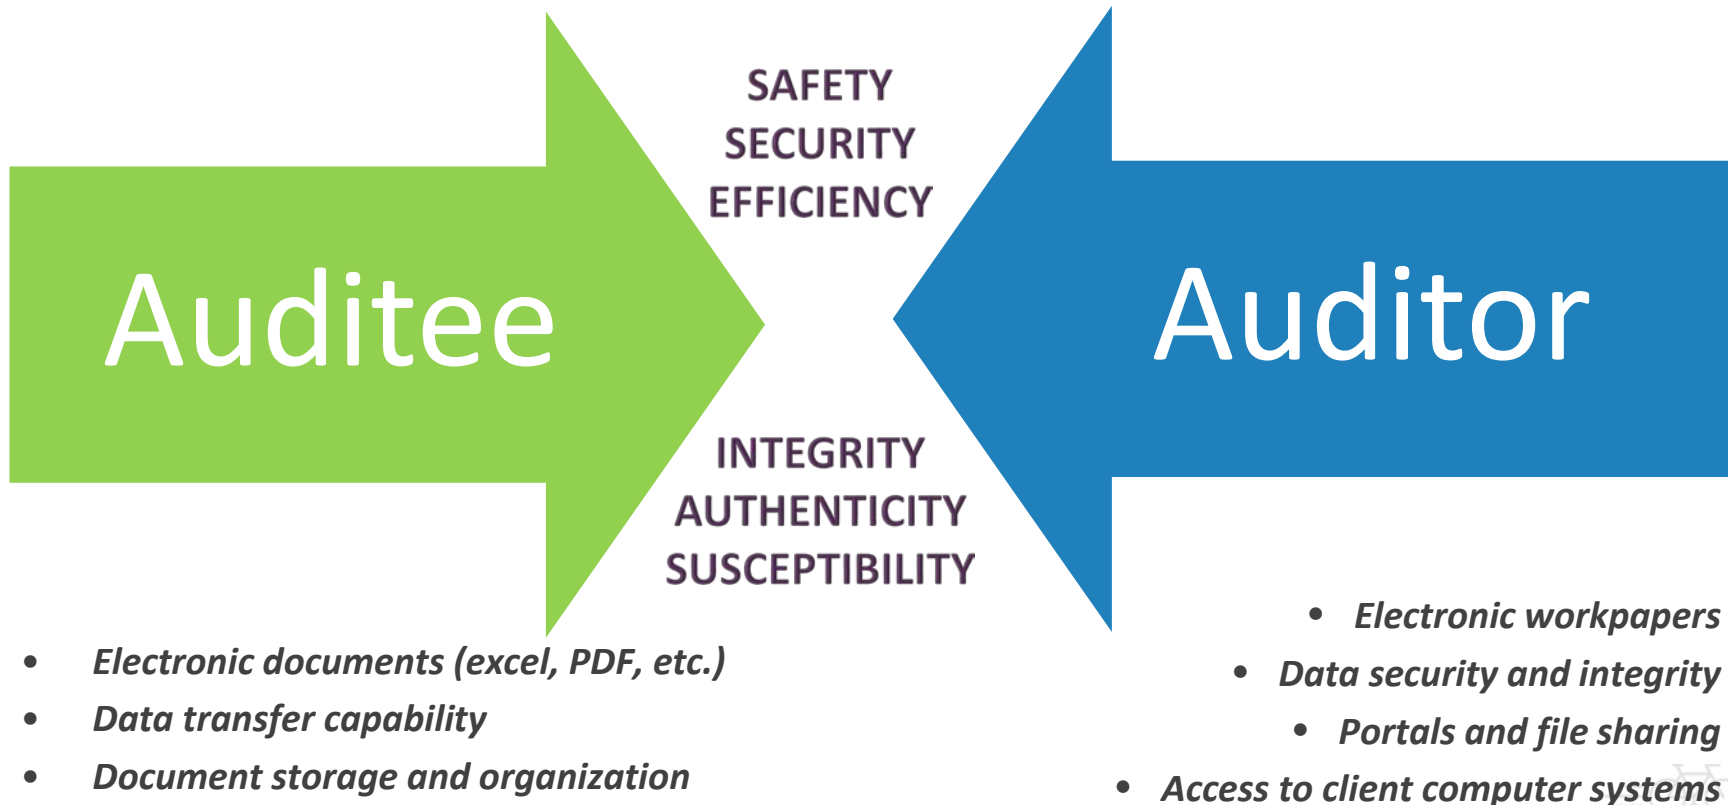 SAFETY
SECURITY
EFFICIENCY
Auditee
Auditor
INTEGRITY
AUTHENTICITY
SUSCEPTIBILITY
• Electronic documents (excel, PDF, etc.)
• Data transfer capability
• Document storage and organization
• Electronic workpapers
• Data security and integrity
• Portals and file sharing
• Access to client computer systems